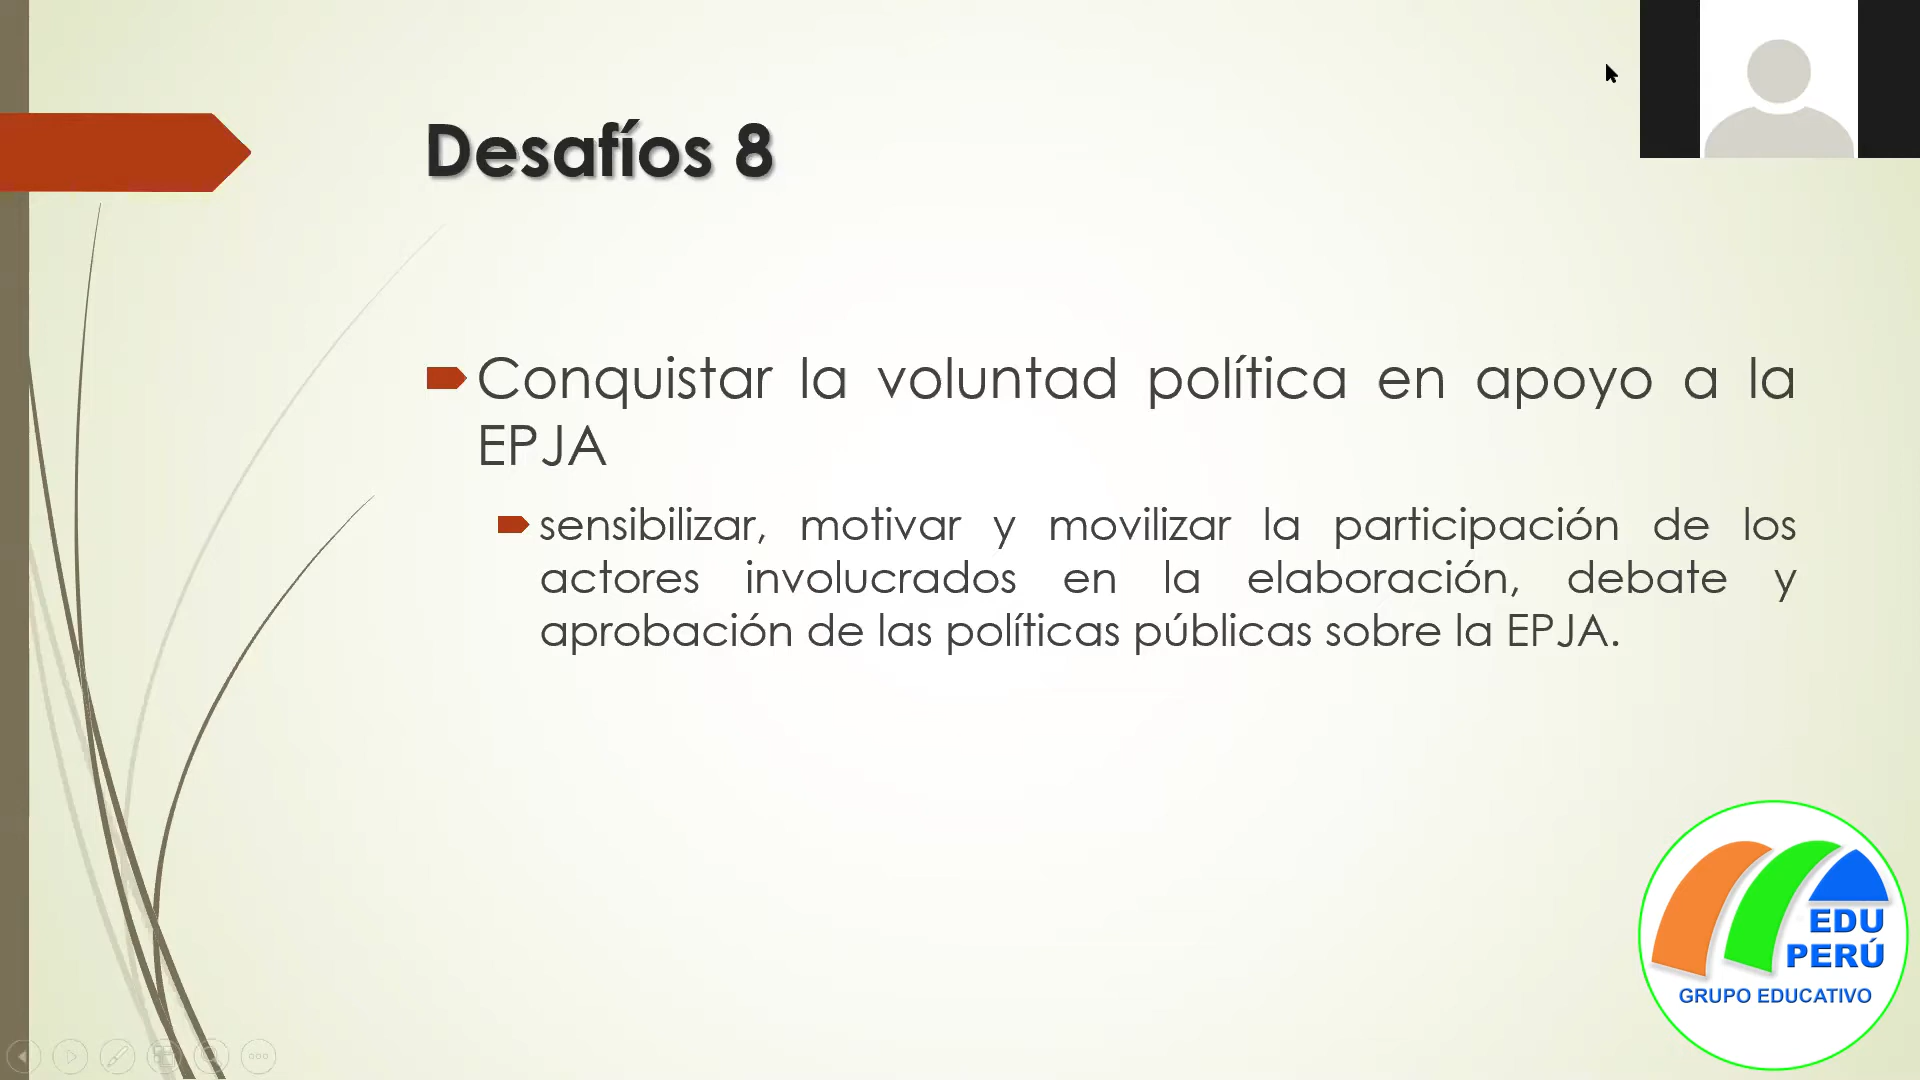 Desafíos 8
Conquistar la voluntad política en apoyo a la
EPJA
sensibilizar, motivar y movilizar la participación de los
actores involucrados en la elaboración, debate y
aprobación de las políticas públicas sobre la EPJA.
EDU
PERÚ
GRUPO EDUCATIVO